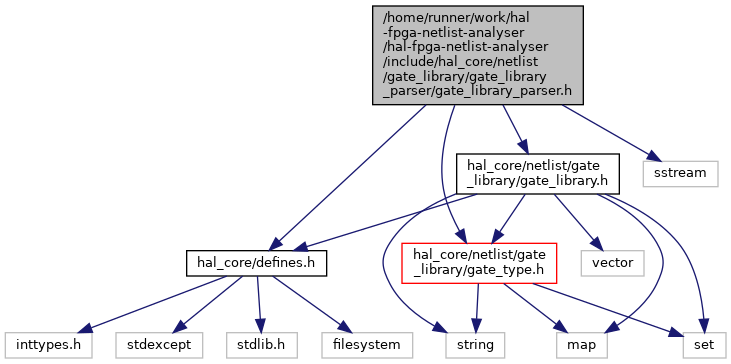 /home/runner/work/hal
-fpga-netlist-analyser
/hal-fpga-netlist-analyser
/include/hal_core/netlist
/gate_library/gate_library
_parser/gate_library_parser.h
hal_core/netlist/gate
_library/gate_library.h
sstream
hal_core/defines.h
hal_core/netlist/gate
_library/gate_type.h
vector
inttypes.h
stdexcept
stdlib.h
filesystem
string
map
set